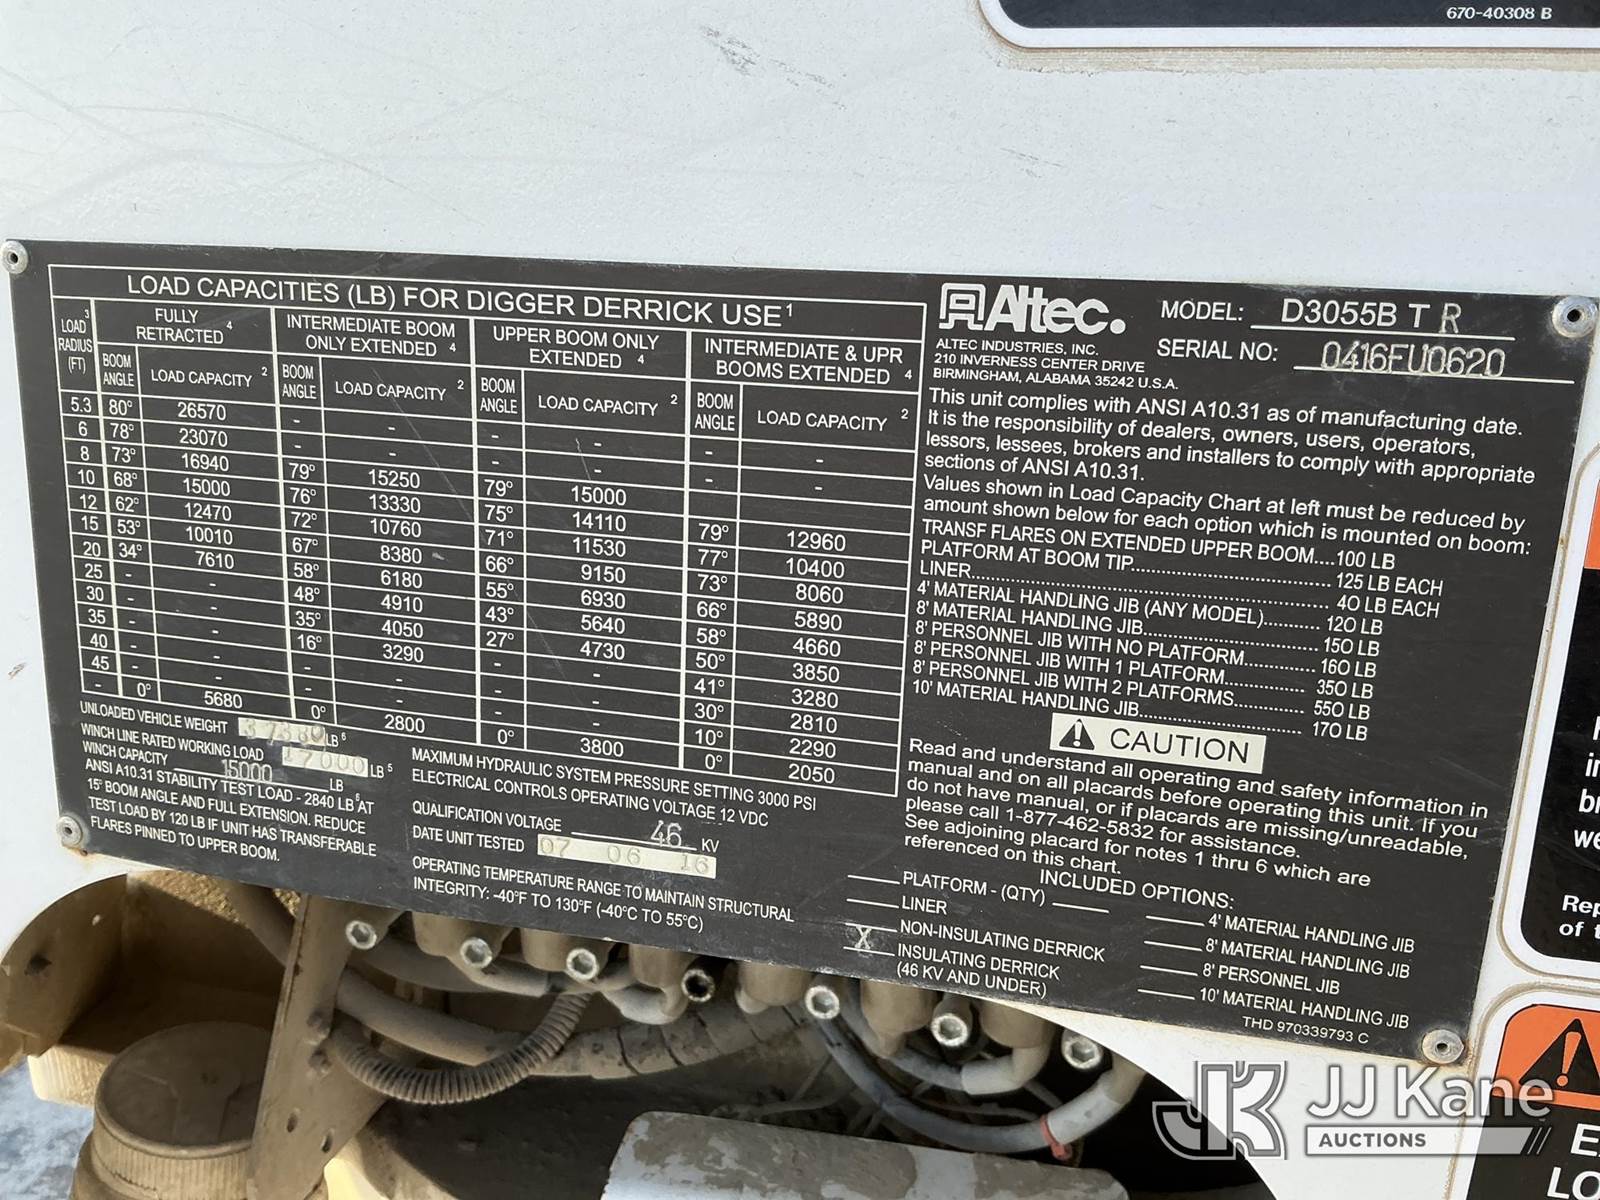 670-40308 B
LOAD CAPACITIES (LB) FOR DIGGER DERRICK USE 1
LOAD 3 RADIUS (FT) FULLY RETRACTED 4 INTERMEDIATE BOOM ONLY EXTENDED 4 UPPER BOOM ONLY EXTENDED 4 INTERMEDIATE & UPR BOOMS EXTENDED 4
BOOM ANGLE LOAD CAPACITY 2 BOOM ANGLE LOAD CAPACITY 2 BOOM ANGLE LOAD CAPACITY 2 BOOM ANGLE LOAD CAPACITY 2
5.3 80° 26570 - - - - - -
6 78° 23070 - - - - - -
8 73° 16940 79° 15250 79° 15000
10 68° 15000 76° 13330 75° 14110 79° 12960
12 62° 12470 72° 10760 71° 11530 77° 10400
15 53° 10010 67° 8380 66° 9150 73° 8060
20 34° 7610 58° 6180 55° 6930 66° 5890
25 - - 48° 4910 43° 5640 58° 4660
30 - - 35° 4050 27° 4730 50° 3850
35 - - 16° 3290 - - 41° 3280
40 - - - - - - 30° 2810
45 - - - - - - 10° 2290
- 0° 5680 0° 2800 0° 3800 0° 2050
UNLOADED VEHICLE WEIGHT 37380 LB 6
WINCH LINE RATED WORKING LOAD 17000 LB 5
WINCH CAPACITY 15000 LB
ANSI A10.31 STABILITY TEST LOAD - 2840 LB AT
15° BOOM ANGLE AND FULL EXTENSION. REDUCE
TEST LOAD BY 120 LB IF UNIT HAS TRANSFERABLE
FLARES PINNED TO UPPER BOOM.
MAXIMUM HYDRAULIC SYSTEM PRESSURE SETTING 3000 PSI
ELECTRICAL CONTROLS OPERATING VOLTAGE 12 VDC
QUALIFICATION VOLTAGE 46 KV
DATE UNIT TESTED 07 06 16
OPERATING TEMPERATURE RANGE TO MAINTAIN STRUCTURAL
INTEGRITY: -40°F TO 130°F (-40°C TO 55°C)
Altec.
ALTEC INDUSTRIES, INC.
210 INVERNESS CENTER DRIVE
BIRMINGHAM, ALABAMA 35242 U.S.A.
MODEL: D3055B T R
SERIAL NO: 0416FU0620
This unit complies with ANSI A10.31 as of manufacturing date.
It is the responsibility of dealers, owners, users, operators,
lessors, lessees, brokers and installers to comply with appropriate
sections of ANSI A10.31.
Values shown in Load Capacity Chart at left must be reduced by
amount shown below for each option which is mounted on boom:
TRANSF FLARES ON EXTENDED UPPER BOOM....100 LB
PLATFORM AT BOOM TIP................................ 125 LB EACH
LINER.......................................................... 40 LB EACH
4' MATERIAL HANDLING JIB (ANY MODEL)........... 120 LB
8' MATERIAL HANDLING JIB............................. 150 LB
8' PERSONNEL JIB WITH NO PLATFORM.............. 160 LB
8' PERSONNEL JIB WITH 1 PLATFORM............... 350 LB
8' PERSONNEL JIB WITH 2 PLATFORMS............. 550 LB
10' MATERIAL HANDLING JIB........................... 170 LB
CAUTION
Read and understand all operating and safety information in
manual and on all placards before operating this unit. If you
do not have manual, or if placards are missing/unreadable,
please call 1-877-462-5832 for assistance.
See adjoining placard for notes 1 thru 6 which are
referenced on this chart.
INCLUDED OPTIONS:
PLATFORM - (QTY)
LINER
NON-INSULATING DERRICK
X INSULATING DERRICK
(46 KV AND UNDER)
4' MATERIAL HANDLING JIB
8' MATERIAL HANDLING JIB
8' PERSONNEL JIB
10' MATERIAL HANDLING JIB
THD 970339793 C
Rep
of t
JK JJ Kane
AUCTIONS